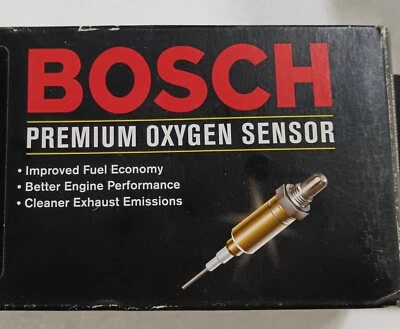 BOSCH
PREMIUM OXYGEN SENSOR
• Improved Fuel Economy
• Better Engine Performance
• Cleaner Exhaust Emissions